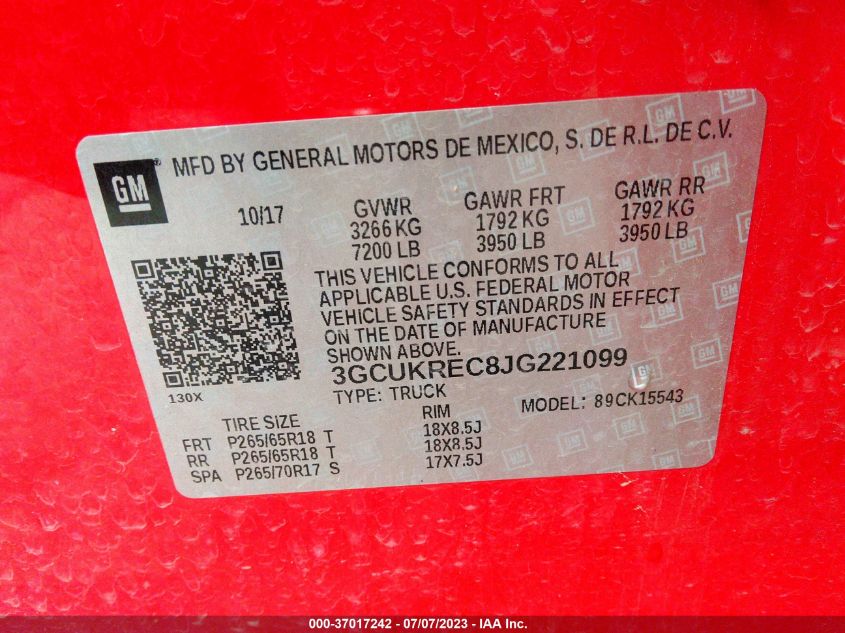 GM
MFD BY GENERAL MOTORS DE MEXICO, S. DE R.L. DE C.V.
10/17
GVWR
3266 KG
7200 LB
GAWR FRT
1792 KG
3950 LB
GAWR RR
1792 KG
3950 LB
THIS VEHICLE CONFORMS TO ALL
APPLICABLE U.S. FEDERAL MOTOR
VEHICLE SAFETY STANDARDS IN EFFECT
ON THE DATE OF MANUFACTURE
SHOWN ABOVE.
3GCUKREC8JG221099
130X
TYPE: TRUCK
MODEL: 89CK15543
TIRE SIZE RIM
FRT P265/65R18 T 18X8.5J
RR P265/65R18 T 18X8.5J
SPA P265/70R17 S 17X7.5J
000-37017242 - 07/07/2023 - IAA Inc.